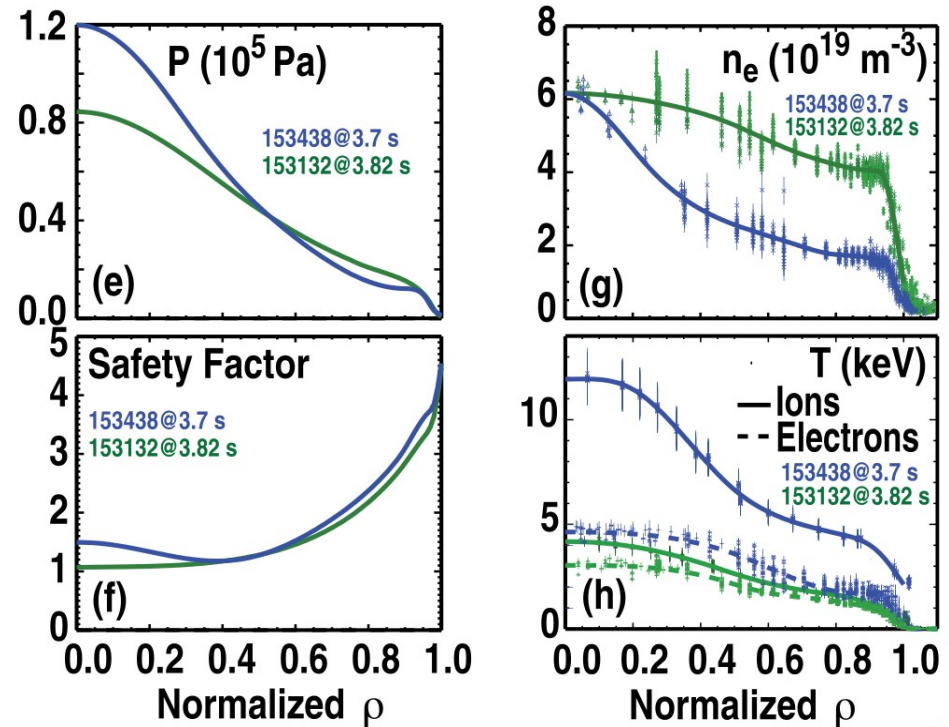 1.2
0.8
0.4
0.0
P (10⁵ Pa)
153438@3.7 s
153132@3.82 s
(e)
8
6
4
2
0
nₑ (10¹⁹ m⁻³)
153438@3.7 s
153132@3.82 s
(g)
5
4
3
2
1
0
Safety Factor
153438@3.7 s
153132@3.82 s
(f)
0.0 0.2 0.4 0.6 0.8 1.0
Normalized ρ
10
5
0
T (keV)
Ions
Electrons
153438@3.7 s
153132@3.82 s
(h)
0.0 0.2 0.4 0.6 0.8 1.0
Normalized ρ